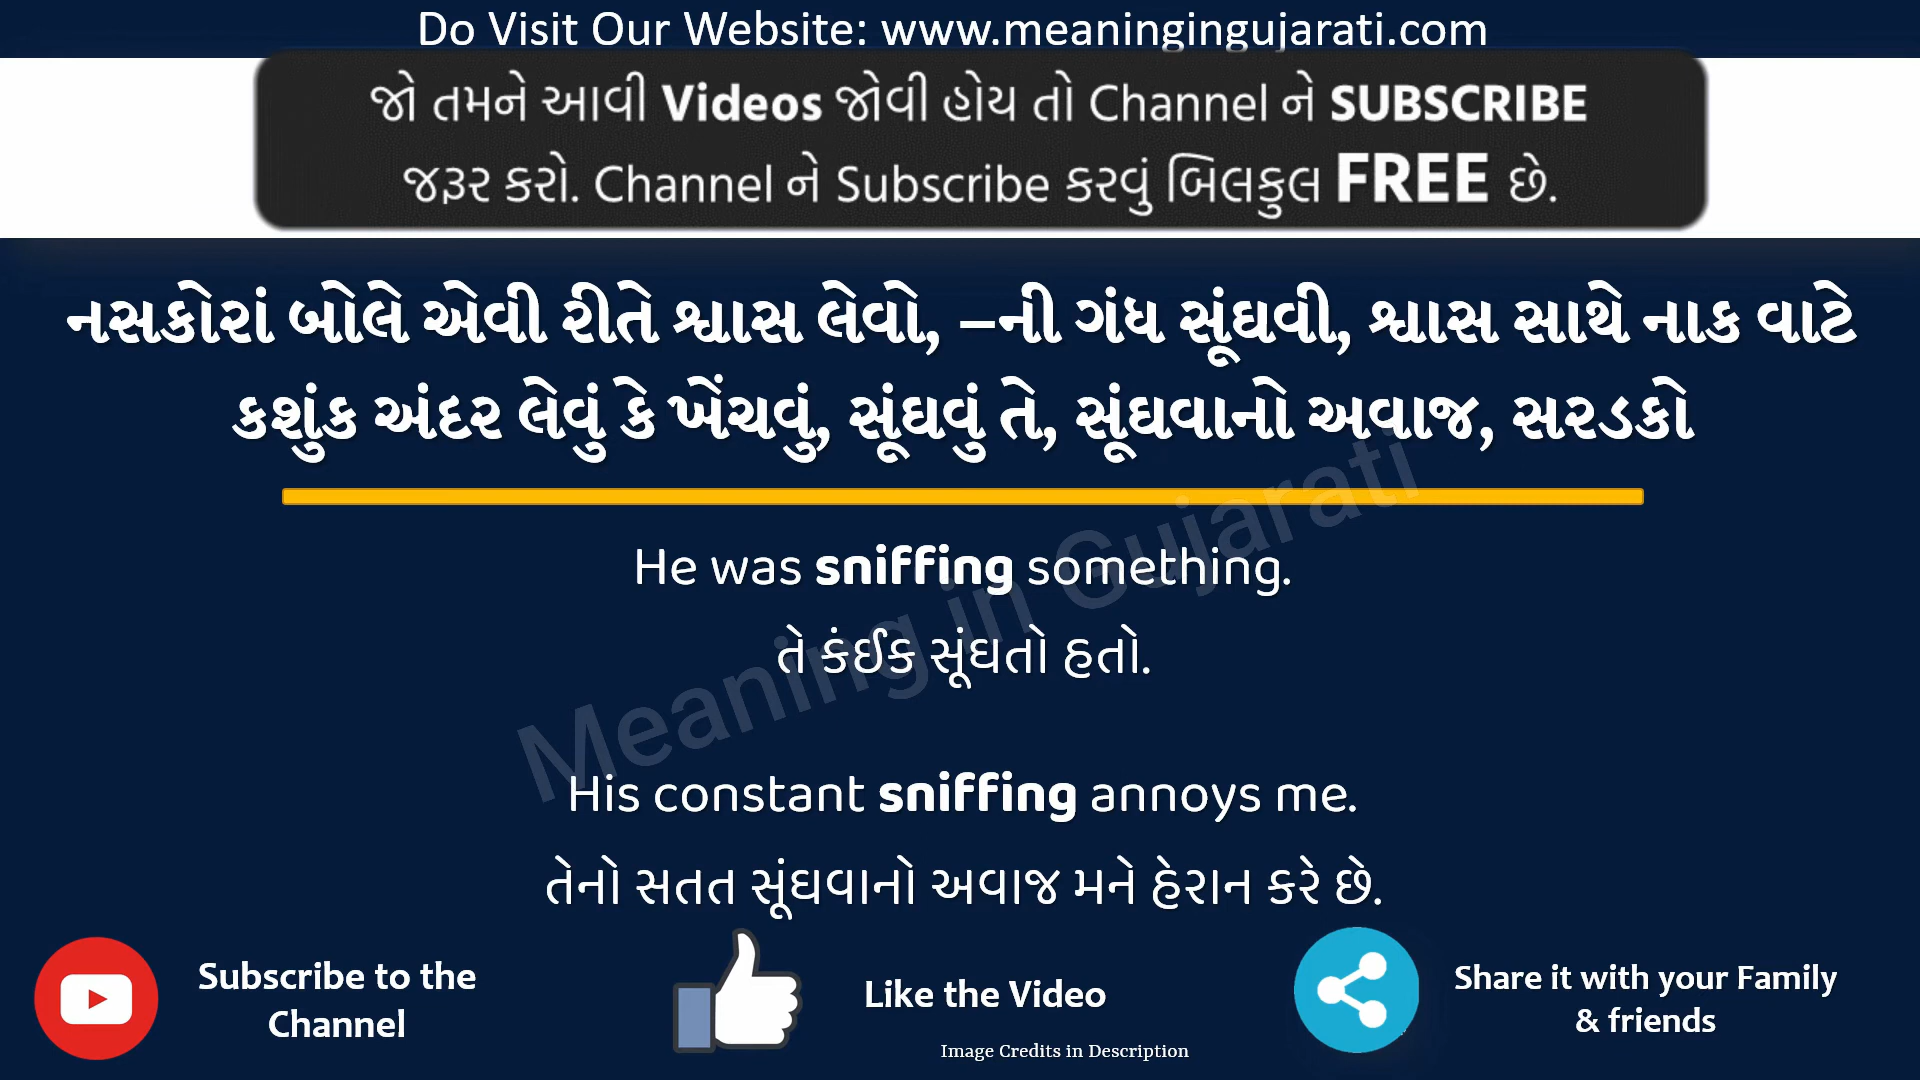 Do Visit Our Website: www.meaningingujarati.com
જો તમને આવી Videos જોવી હોય તો Channel ને SUBSCRIBE
જરૂર કરો. Channel ને Subscribe કરવું બિલકુલ FREE છે.
નસકોરાં બોલે એવી રીતે શ્વાસ લેવો, –ની ગંધ સૂંઘવી, શ્વાસ સાથે નાક વાટે
કશુંક અંદર લેવું કે ખેંચવું, સૂંઘવું તે, સૂંઘવાનો અવાજ, સરડકો
He was sniffing something.
તે કંઈક સૂંઘતો હતો.
Meaning in Gujarati
His constant sniffing annoys me.
તેનો સતત સૂંઘવાનો અવાજ મને હેરાન કરે છે.
Subscribe to the
Channel
Like the Video
Share it with your Family
& friends
Image Credits in Description